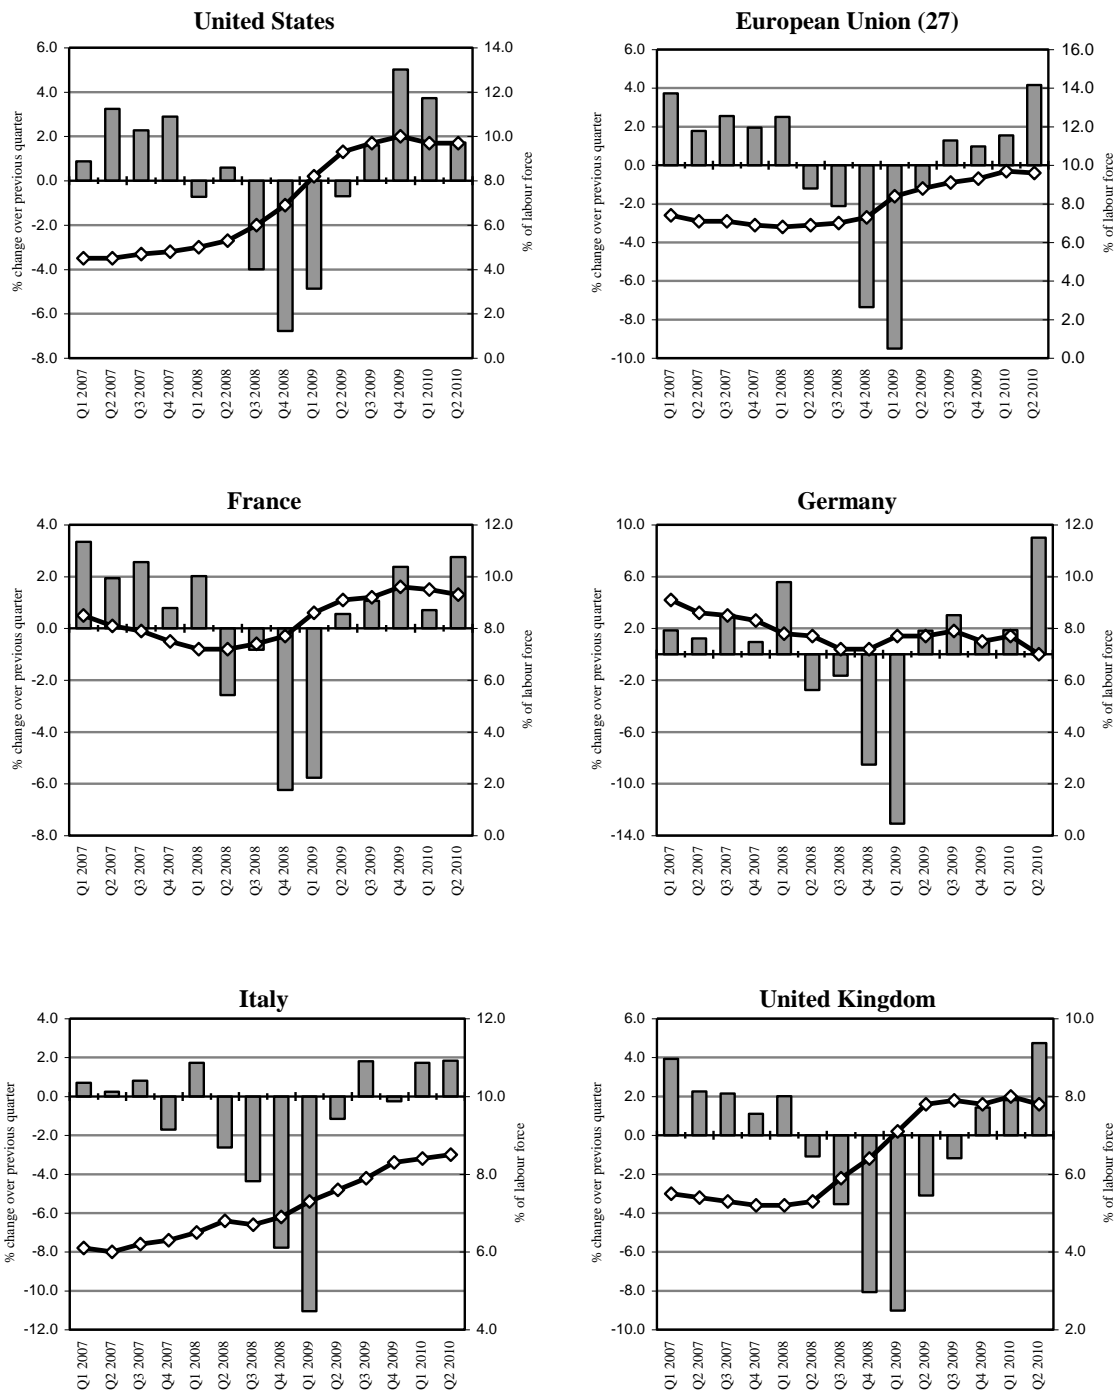 United States
% change over previous quarter
6.0
4.0
2.0
0.0
-2.0
-4.0
-6.0
-8.0
14.0
12.0
10.0
8.0
6.0
4.0
2.0
0.0
% of labour force
Q1 2007
Q2 2007
Q3 2007
Q4 2007
Q1 2008
Q2 2008
Q3 2008
Q4 2008
Q1 2009
Q2 2009
Q3 2009
Q4 2009
Q1 2010
Q2 2010
European Union (27)
% change over previous quarter
6.0
4.0
2.0
0.0
-2.0
-4.0
-6.0
-8.0
-10.0
16.0
14.0
12.0
10.0
8.0
6.0
4.0
2.0
0.0
% of labour force
Q1 2007
Q2 2007
Q3 2007
Q4 2007
Q1 2008
Q2 2008
Q3 2008
Q4 2008
Q1 2009
Q2 2009
Q3 2009
Q4 2009
Q1 2010
Q2 2010
France
% change over previous quarter
4.0
2.0
0.0
-2.0
-4.0
-6.0
-8.0
12.0
10.0
8.0
6.0
4.0
2.0
0.0
% of labour force
Q1 2007
Q2 2007
Q3 2007
Q4 2007
Q1 2008
Q2 2008
Q3 2008
Q4 2008
Q1 2009
Q2 2009
Q3 2009
Q4 2009
Q1 2010
Q2 2010
Germany
% change over previous quarter
10.0
6.0
2.0
-2.0
-6.0
-10.0
-14.0
12.0
10.0
8.0
6.0
4.0
2.0
0.0
% of labour force
Q1 2007
Q2 2007
Q3 2007
Q4 2007
Q1 2008
Q2 2008
Q3 2008
Q4 2008
Q1 2009
Q2 2009
Q3 2009
Q4 2009
Q1 2010
Q2 2010
Italy
% change over previous quarter
4.0
2.0
0.0
-2.0
-4.0
-6.0
-8.0
-10.0
-12.0
12.0
10.0
8.0
6.0
4.0
% of labour force
Q1 2007
Q2 2007
Q3 2007
Q4 2007
Q1 2008
Q2 2008
Q3 2008
Q4 2008
Q1 2009
Q2 2009
Q3 2009
Q4 2009
Q1 2010
Q2 2010
United Kingdom
% change over previous quarter
6.0
4.0
2.0
0.0
-2.0
-4.0
-6.0
-8.0
-10.0
10.0
8.0
6.0
4.0
2.0
% of labour force
Q1 2007
Q2 2007
Q3 2007
Q4 2007
Q1 2008
Q2 2008
Q3 2008
Q4 2008
Q1 2009
Q2 2009
Q3 2009
Q4 2009
Q1 2010
Q2 2010